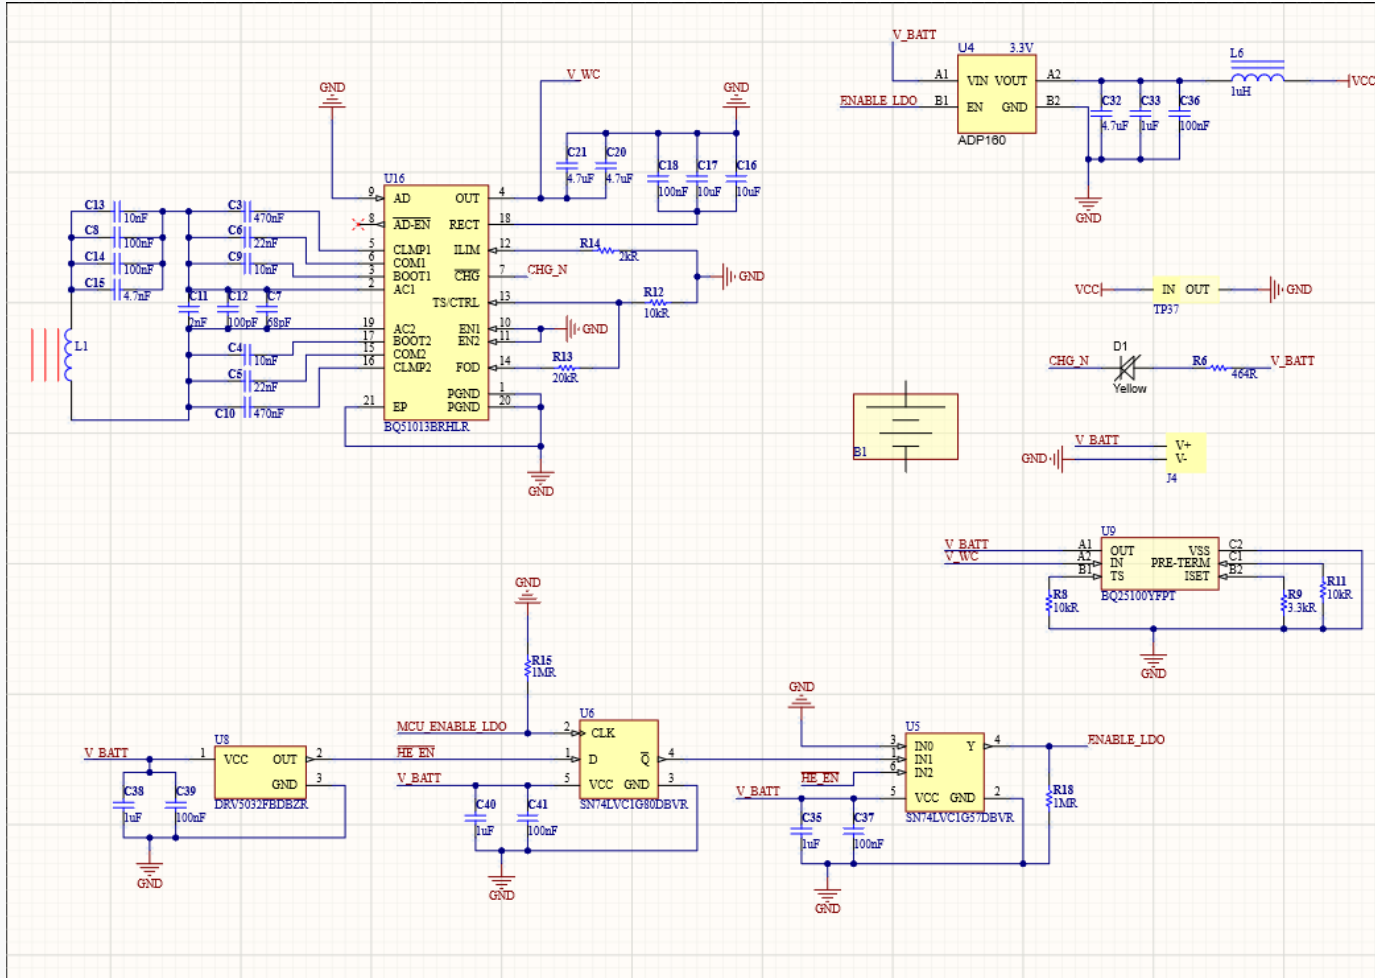 V_BATT
U4 3.3V
A1 VIN VOUT A2
ENABLE_LDO B1 EN GND B2
ADP160
C32 4.7uF
C33 1uF
C36 100nF
L6
1uH
VCC
GND
GND
V_WC
GND
C21 4.7uF
C20 4.7uF
C18 100nF
C17 10uF
C16 10uF
U16
9 AD OUT 4
8 AD-EN RECT 18
5 CLMP1 ILIM 12
6 COM1
3 BOOT1 CHG 7
2 AC1
TS/CTRL 13
19 AC2 EN1 10
17 BOOT2 EN2 11
15 COM2
16 CLMP2 FOD 14
PGND 1
21 EP PGND 20
BQ51013BRHLR
C13 10nF
C8 100nF
C14 100nF
C15 4.7nF
C3 470nF
C6 22nF
C9 10nF
C11 2nF
C12 100pF
C7 68pF
C4 10nF
C5 22nF
C10 470nF
L1
R14 2kR
CHG_N
GND
R12
10kR
GND
R13
20kR
GND
VCC IN OUT GND
TP37
D1
CHG_N R6 V_BATT
464R
Yellow
B1
V_BATT V+
GND V-
J4
U9
V_BATT A1 OUT VSS C2
V_WC A2 IN PRE-TERM C1
B1 TS ISET B2
BQ25100YFPT
R8
10kR
R9
3.3kR
R11
10kR
GND
GND
R15
1MR
U6
MCU_ENABLE_LDO 2 CLK
HE_EN 1 D Q 4
V_BATT 5 VCC GND 3
SN74LVC1G80DBVR
C40
1uF
C41
100nF
GND
U8
V_BATT 1 VCC OUT 2
GND 3
DRV5032FBDBZR
C38
1uF
C39
100nF
GND
GND
U5
3 IN0 Y 4 ENABLE_LDO
1 IN1
HE_EN 6 IN2
V_BATT 5 VCC GND 2
SN74LVC1G57DBVR
C35
1uF
C37
100nF
R18
1MR
GND